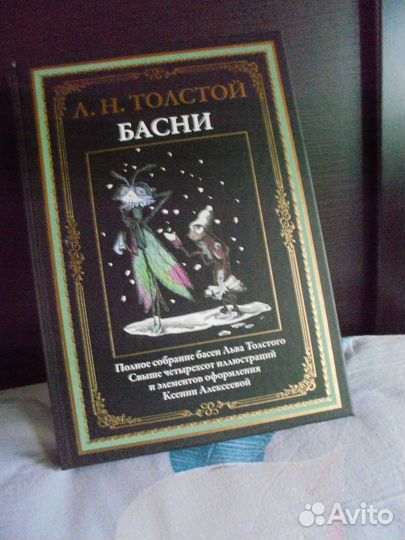 Л. Н. ТОЛСТОЙ
БАСНИ
Полное собрание басен Льва Толстого
Свыше четырехсот иллюстраций
и элементов оформления
Ксении Алексеевой
Avito